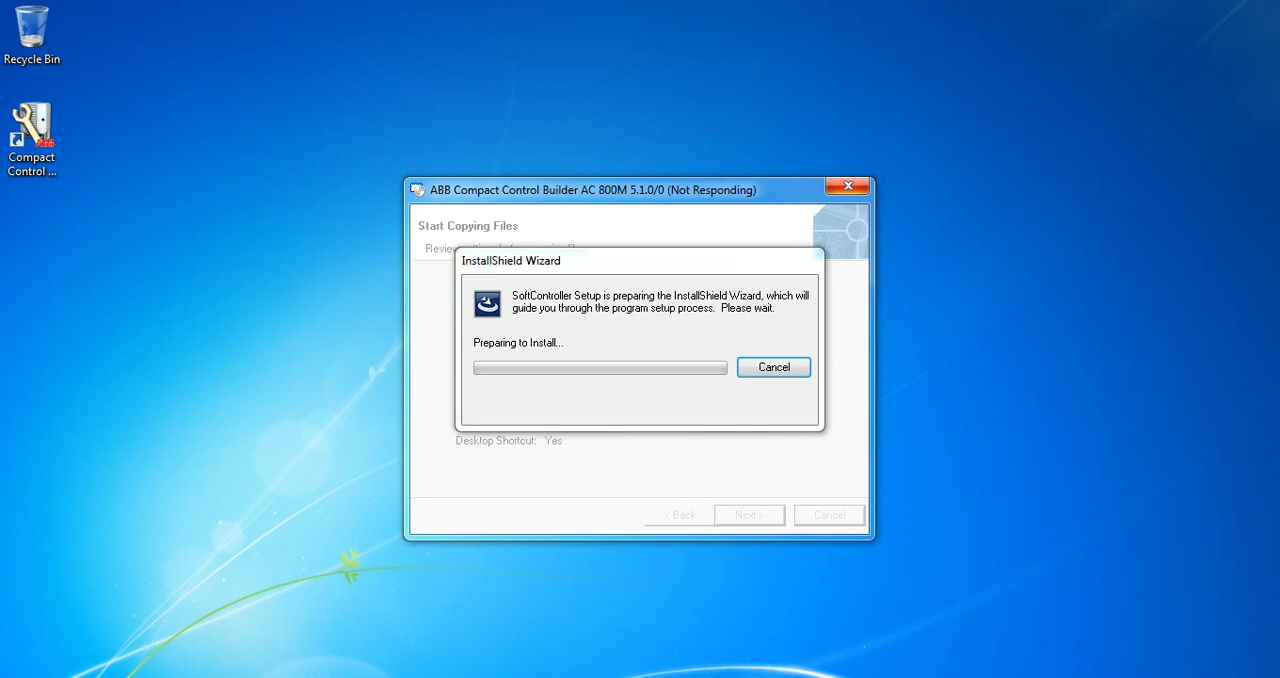 Recycle Bin
ABB
Compact
Control ...
ABB Compact Control Builder AC 800M 5.1.0/0 (Not Responding)
Start Copying Files
InstallShield Wizard
SoftController Setup is preparing the InstallShield Wizard, which will
guide you through the program setup process. Please wait.
Preparing to Install...
Cancel
Desktop Shortcut: Yes
< Back
Next >
Cancel